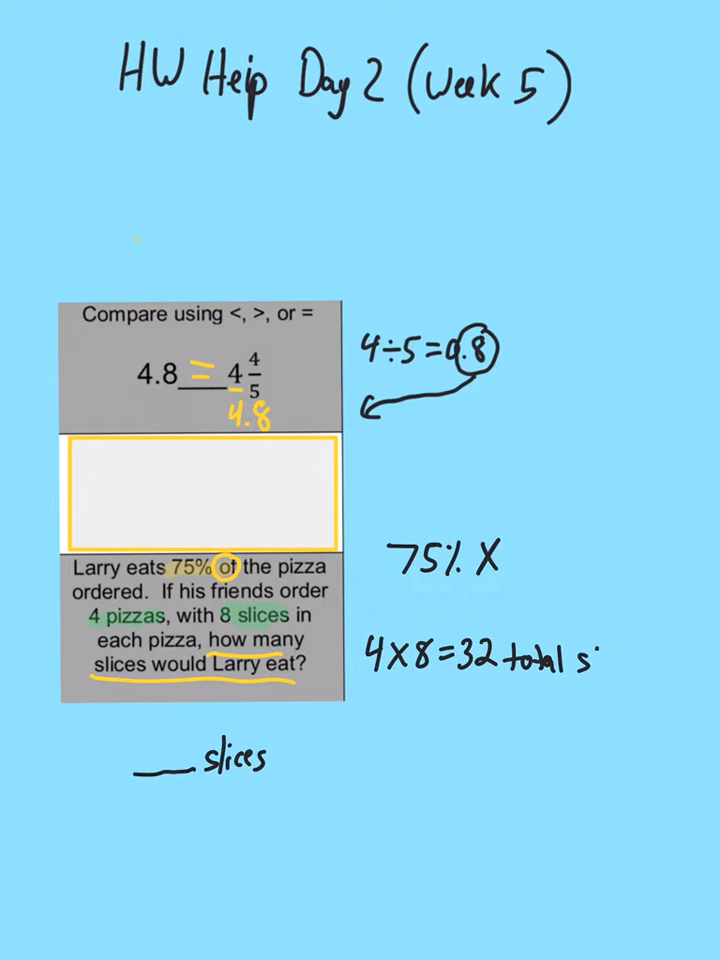 HW Help Day 2 (Week 5)
Compare using <, >, or =
4.8 = 4 4/5
4.8
4÷5=0.8
Larry eats 75% of the pizza
ordered. If his friends order
4 pizzas, with 8 slices in
each pizza, how many
slices would Larry eat?
75% X
4X8=32 total s
___ slices